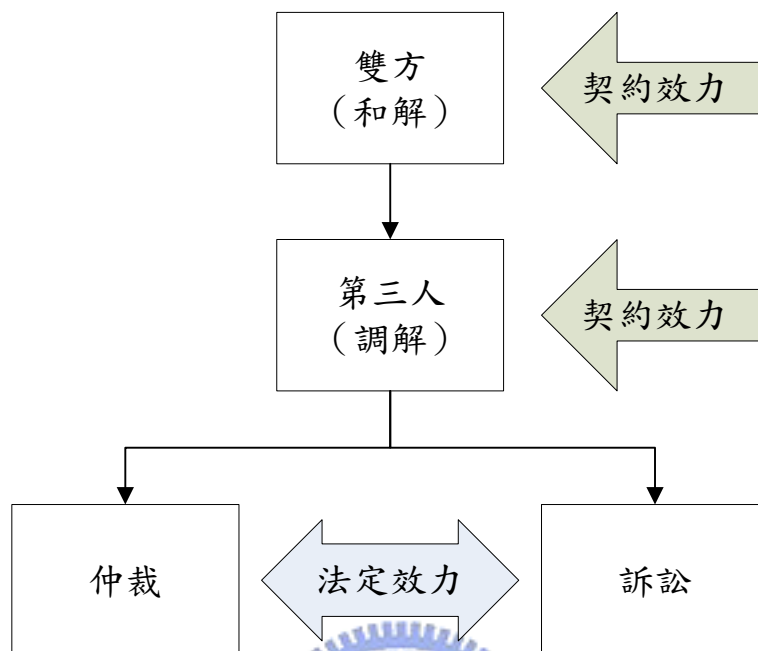 雙方
（和解）
契約效力
第三人
（調解）
契約效力
仲裁
法定效力
訴訟